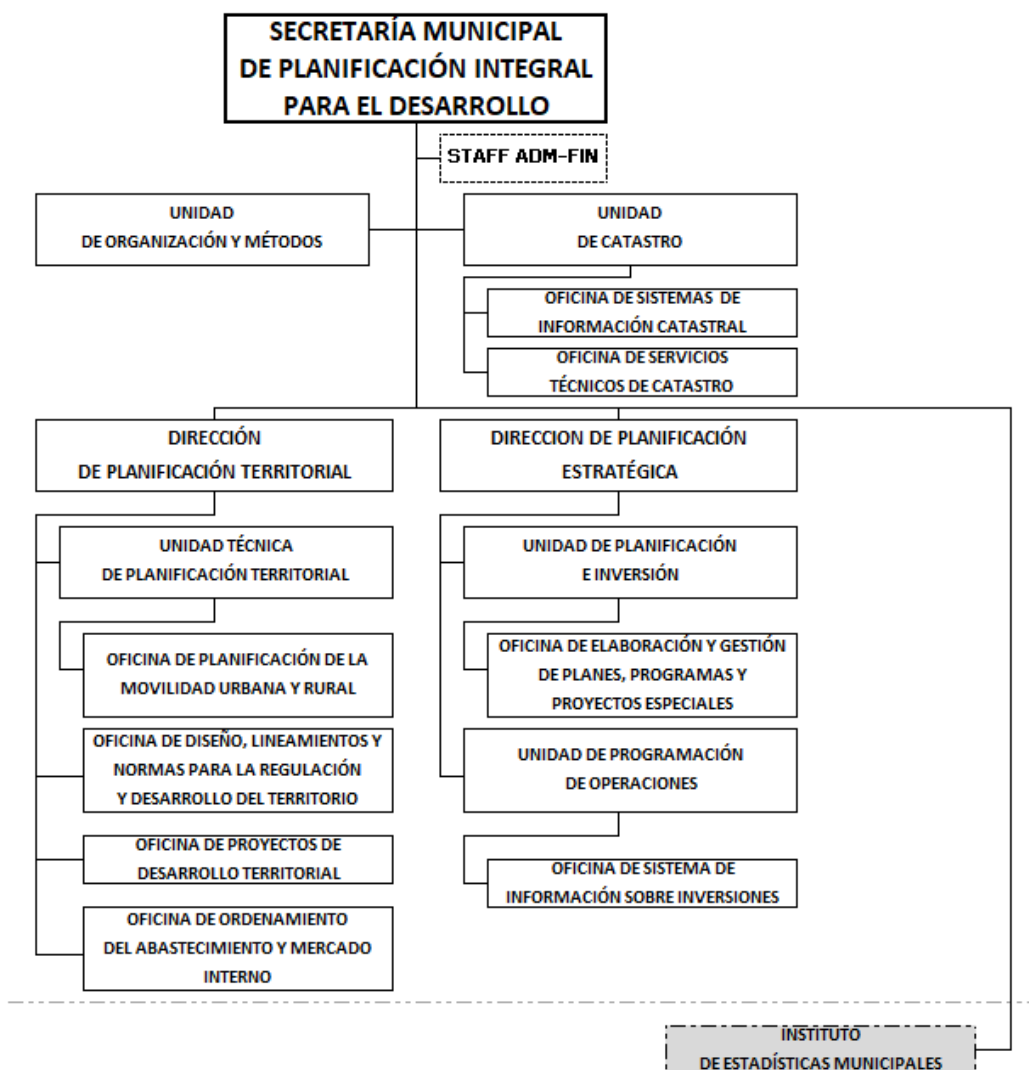 SECRETARÍA MUNICIPAL
DE PLANIFICACIÓN INTEGRAL
PARA EL DESARROLLO
STAFF ADM-FIN
UNIDAD
DE ORGANIZACIÓN Y MÉTODOS
UNIDAD
DE CATASTRO
OFICINA DE SISTEMAS DE
INFORMACIÓN CATASTRAL
OFICINA DE SERVICIOS
TÉCNICOS DE CATASTRO
DIRECCIÓN
DE PLANIFICACIÓN TERRITORIAL
UNIDAD TÉCNICA
DE PLANIFICACIÓN TERRITORIAL
OFICINA DE PLANIFICACIÓN DE LA
MOVILIDAD URBANA Y RURAL
OFICINA DE DISEÑO, LINEAMIENTOS Y
NORMAS PARA LA REGULACIÓN
Y DESARROLLO DEL TERRITORIO
OFICINA DE PROYECTOS DE
DESARROLLO TERRITORIAL
OFICINA DE ORDENAMIENTO
DEL ABASTECIMIENTO Y MERCADO
INTERNO
DIRECCION DE PLANIFICACIÓN
ESTRATÉGICA
UNIDAD DE PLANIFICACIÓN
E INVERSIÓN
OFICINA DE ELABORACIÓN Y GESTIÓN
DE PLANES, PROGRAMAS Y
PROYECTOS ESPECIALES
UNIDAD DE PROGRAMACIÓN
DE OPERACIONES
OFICINA DE SISTEMA DE
INFORMACIÓN SOBRE INVERSIONES
INSTITUTO
DE ESTADÍSTICAS MUNICIPALES